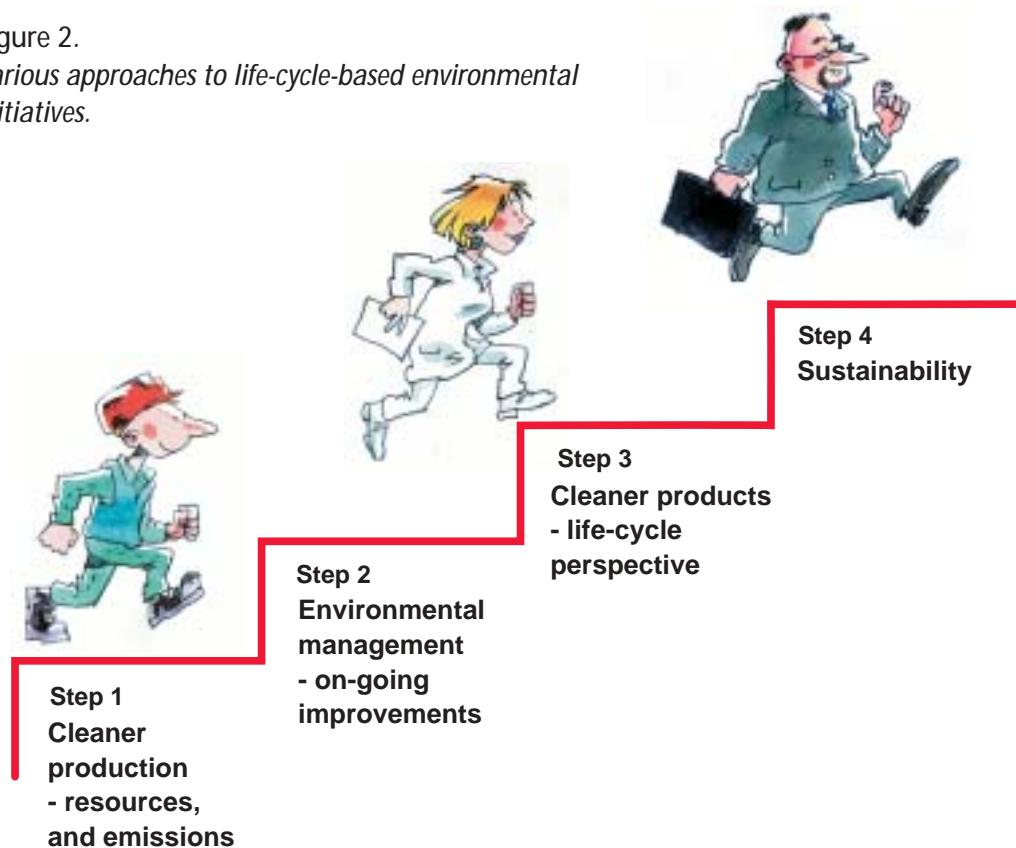 gure 2.
arious approaches to life-cycle-based environmental
itiatives.
Step 4
Sustainability
Step 3
Cleaner products
- life-cycle
perspective
Step 2
Environmental
management
- on-going
improvements
Step 1
Cleaner
production
- resources,
and emissions